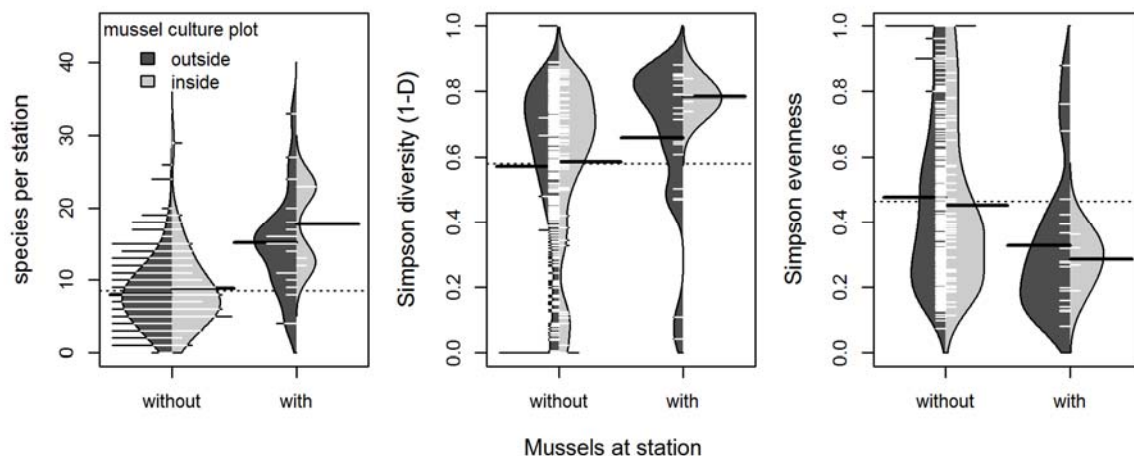 mussel culture plot
outside
inside
species per station
0 10 20 30 40
without with
Simpson diversity (1-D)
0.0 0.2 0.4 0.6 0.8 1.0
without with
Simpson evenness
0.0 0.2 0.4 0.6 0.8 1.0
without with
Mussels at station